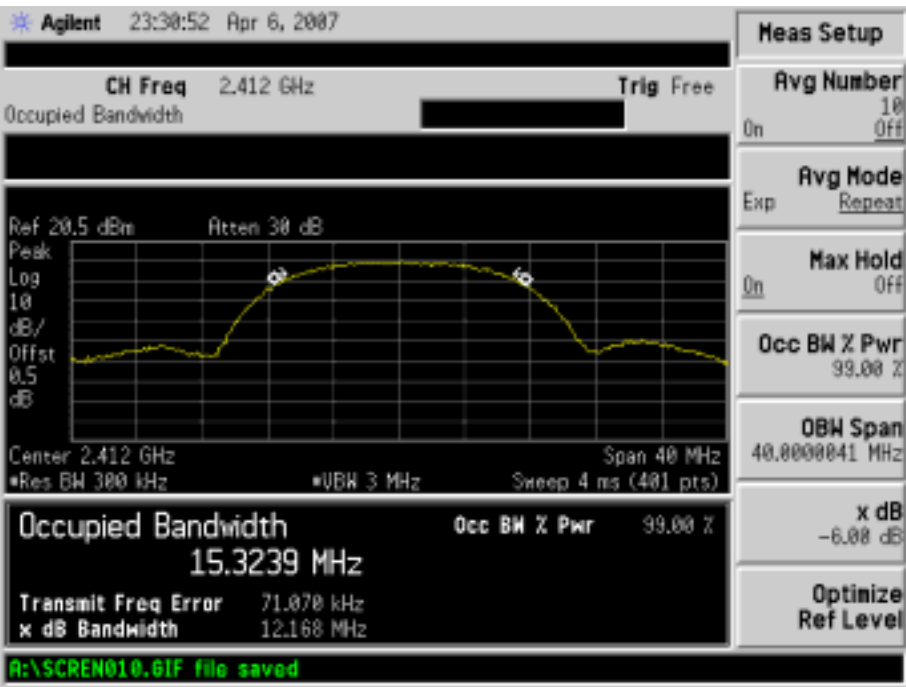 Agilent 23:30:52 Apr 6, 2007
CH Freq 2.412 GHz Trig Free
Occupied Bandwidth
Ref 20.5 dBm Atten 30 dB
Peak
Log
10
dB/
Offst
0.5
dB
Center 2.412 GHz Span 40 MHz
*Res BW 300 kHz *VBW 3 MHz Sweep 4 ms (401 pts)
Occupied Bandwidth Occ BW % Pwr 99.00 %
15.3239 MHz
Transmit Freq Error 71.070 kHz
x dB Bandwidth 12.168 MHz
A:\SCREN010.GIF file saved
Meas Setup
Avg Number
10
On Off
Avg Mode
Exp Repeat
Max Hold
On Off
Occ BW % Pwr
99.00 %
OBW Span
40.0000041 MHz
x dB
-6.00 dB
Optimize
Ref Level